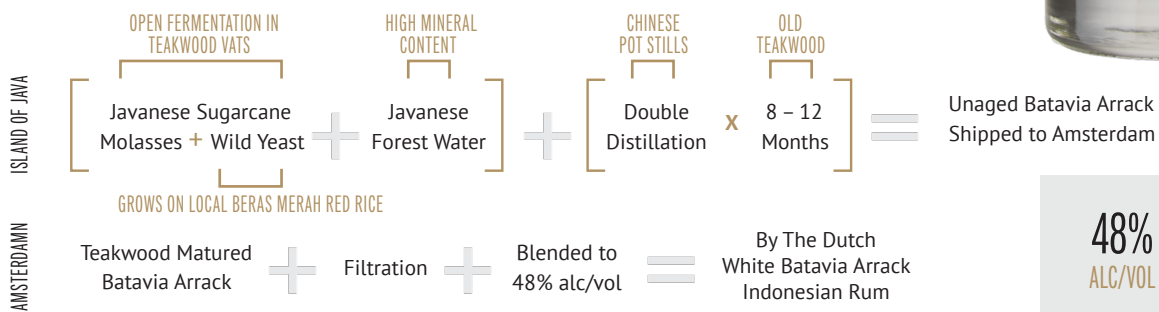 OPEN FERMENTATION IN
TEAKWOOD VATS
HIGH MINERAL
CONTENT
CHINESE
POT STILLS
OLD
TEAKWOOD
ISLAND OF JAVA
Javanese Sugarcane
Molasses + Wild Yeast
+
Javanese
Forest Water
+
Double
Distillation
x
8 – 12
Months
=
Unaged Batavia Arrack
Shipped to Amsterdam
GROWS ON LOCAL BERAS MERAH RED RICE
AMSTERDAMN
Teakwood Matured
Batavia Arrack
+
Filtration
+
Blended to
48% alc/vol
=
By The Dutch
White Batavia Arrack
Indonesian Rum
48%
ALC/VOL